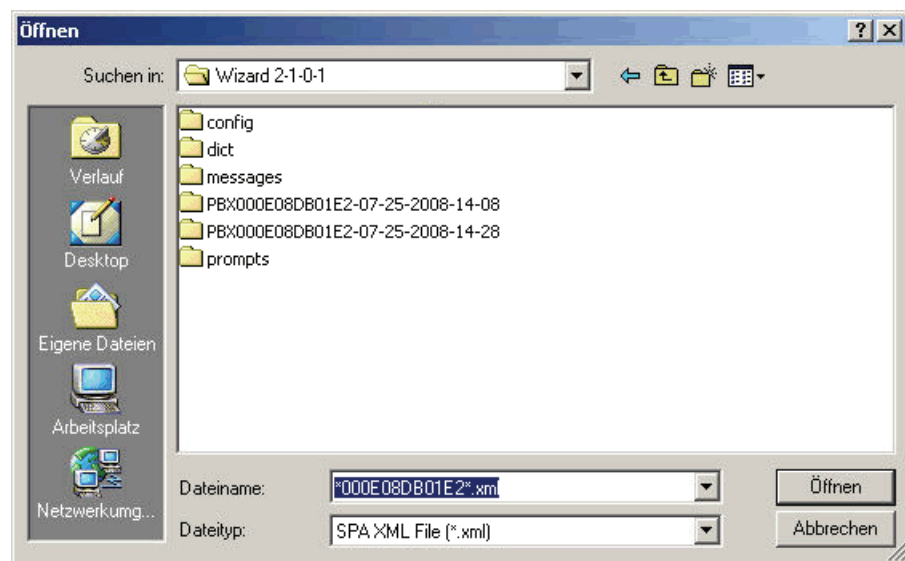 Öffnen
Suchen in: Wizard 2-1-0-1
config
dict
messages
PBX000E08DB01E2-07-25-2008-14-08
PBX000E08DB01E2-07-25-2008-14-28
prompts
Verlauf
Desktop
Eigene Dateien
Arbeitsplatz
Netzwerkumg...
Dateiname: *000E08DB01E2*.xml Öffnen
Dateityp: SPA XML File (*.xml) Abbrechen